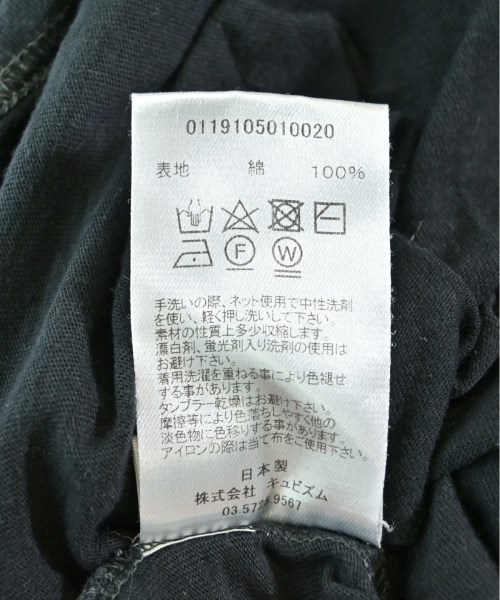 0119105010020
表地 綿 100%
F W
手洗いの際、ネット使用で中性洗剤
を使い、軽く押し洗いして下さい。
素材の性質上多少収縮します。
漂白剤、蛍光剤入り洗剤の使用は
お避け下さい。
着用洗濯を重ねる事により色褪せ
する事があります。
タンブラー乾燥はお避け下さい。
摩擦等により色落ちしやすく他の
淡色物に色移りする事があります。
アイロンの際は当て布をご使用下さい。
日本製
株式会社 キュビズム
03.5728.9567